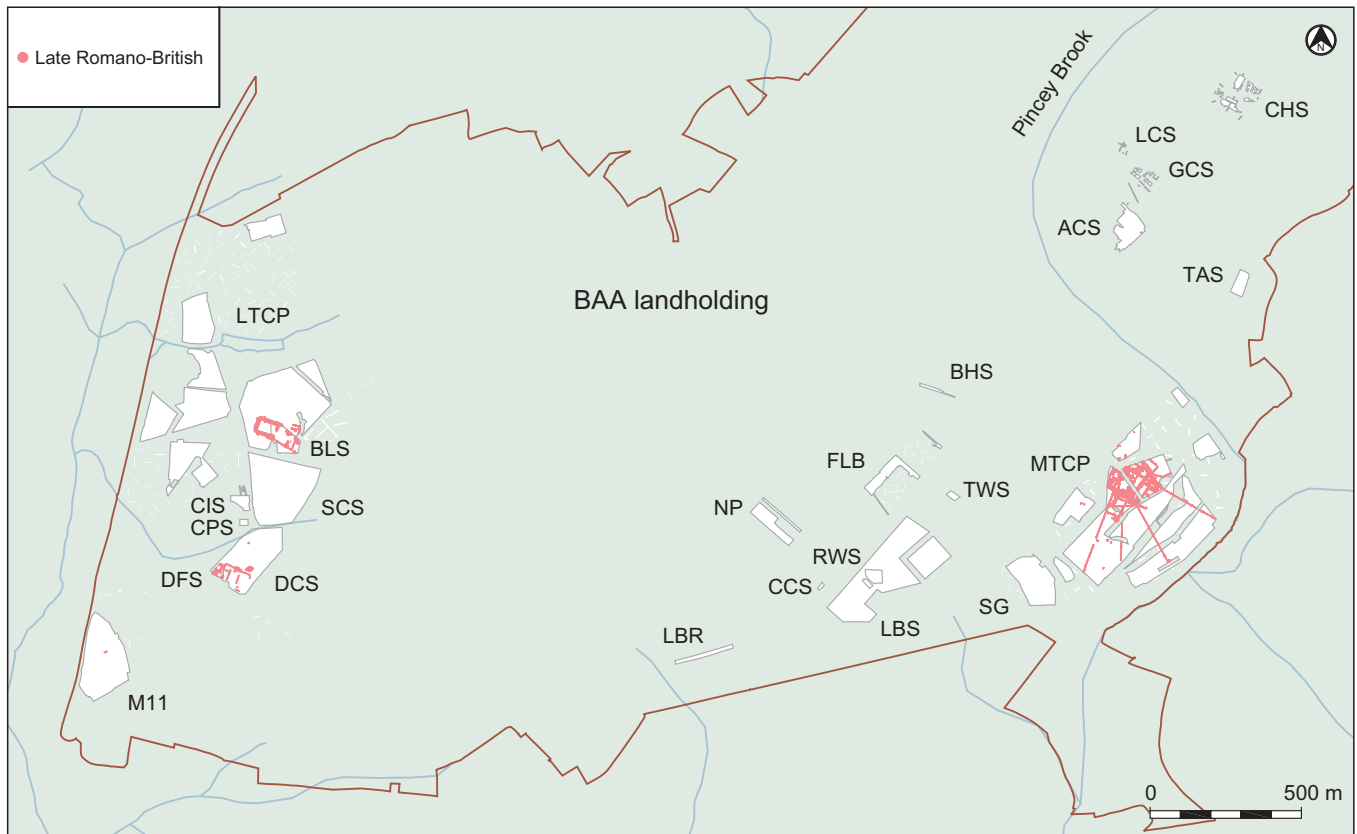 Late Romano-British
N
Pincey Brook
CHS
LCS
GCS
ACS
TAS
BAA landholding
LTCP
BHS
BLS
FLB
MTCP
TWS
CIS
SCS
NP
CPS
RWS
DFS
DCS
CCS
SG
LBS
LBR
M11
0 500 m